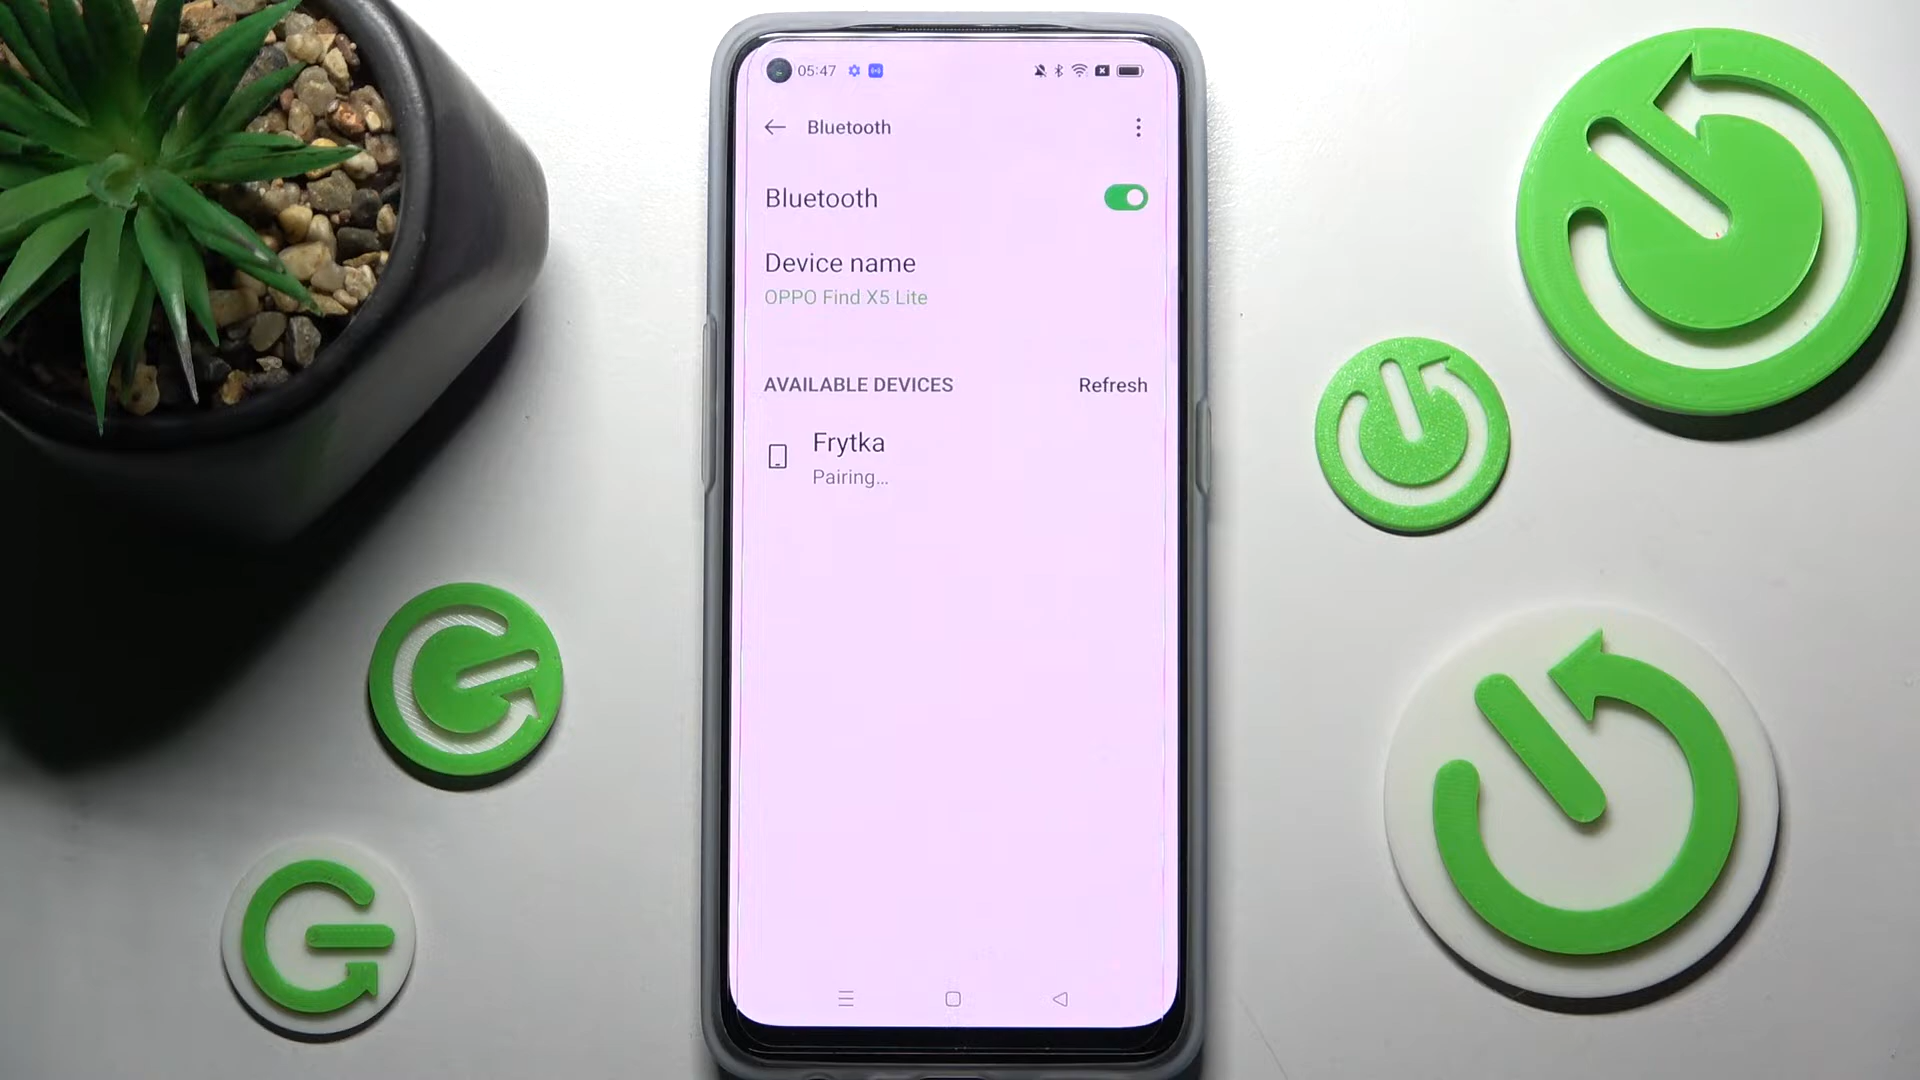 05:47
Bluetooth
Bluetooth
Device name
OPPO Find X5 Lite
AVAILABLE DEVICES Refresh
Frytka
Pairing...